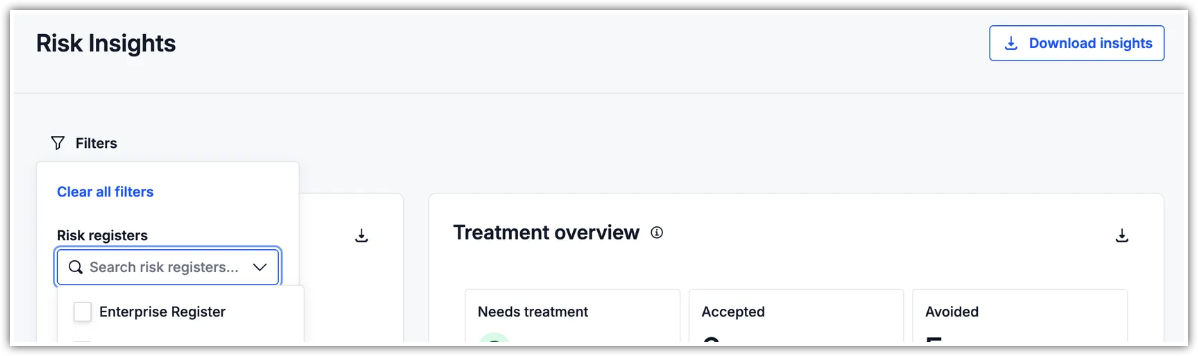 Risk Insights
Download insights
Filters
Clear all filters
Risk registers
Search risk registers...
Enterprise Register
Treatment overview
Needs treatment
Accepted
Avoided